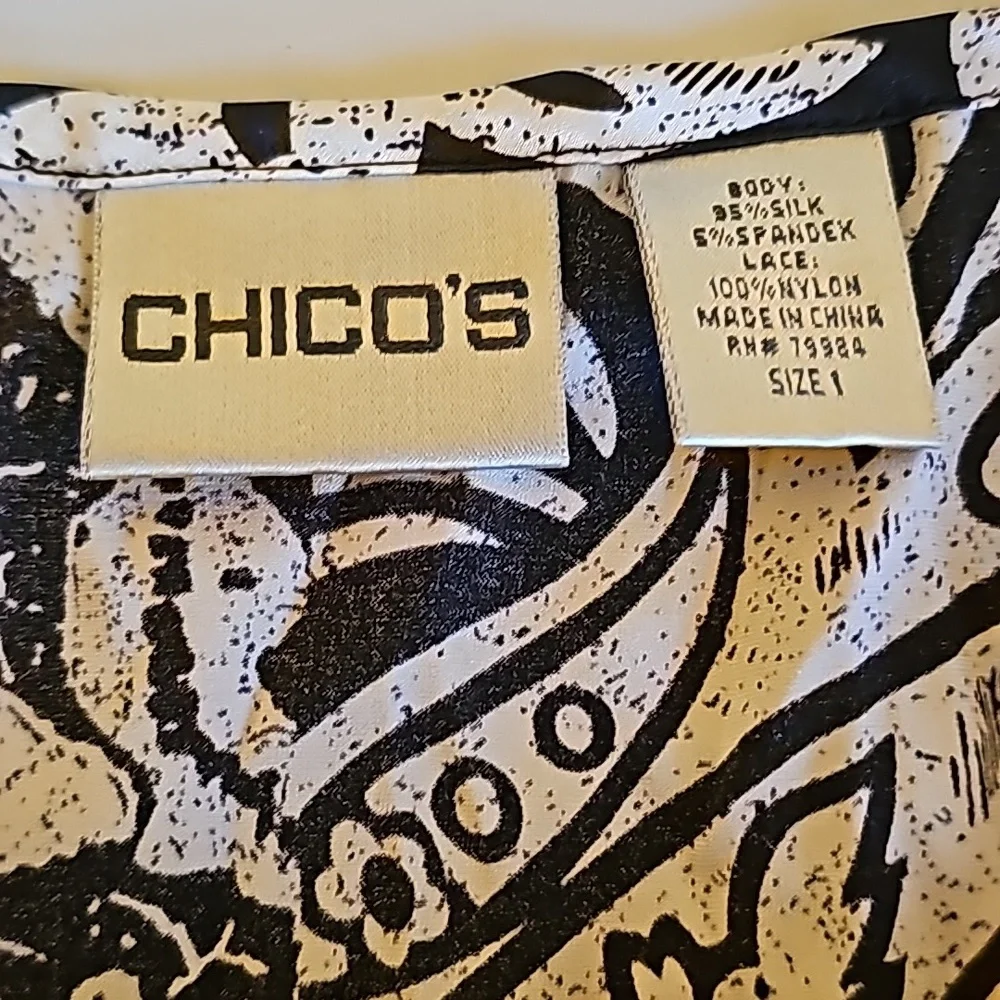 CHICO'S
BODY:
95%SILK
5%SPANDEX
LACE:
100%NYLON
MADE IN CHINA
RN# 79984
SIZE 1